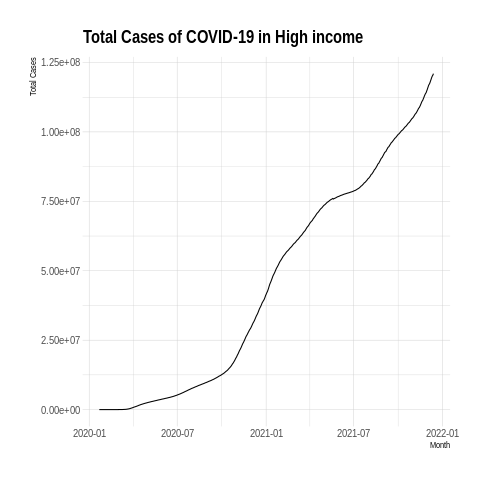 Total Cases of COVID-19 in High income
Total Cases
1.25e+08
1.00e+08
7.50e+07
5.00e+07
2.50e+07
0.00e+00
2020-01 2020-07 2021-01 2021-07 2022-01
Month